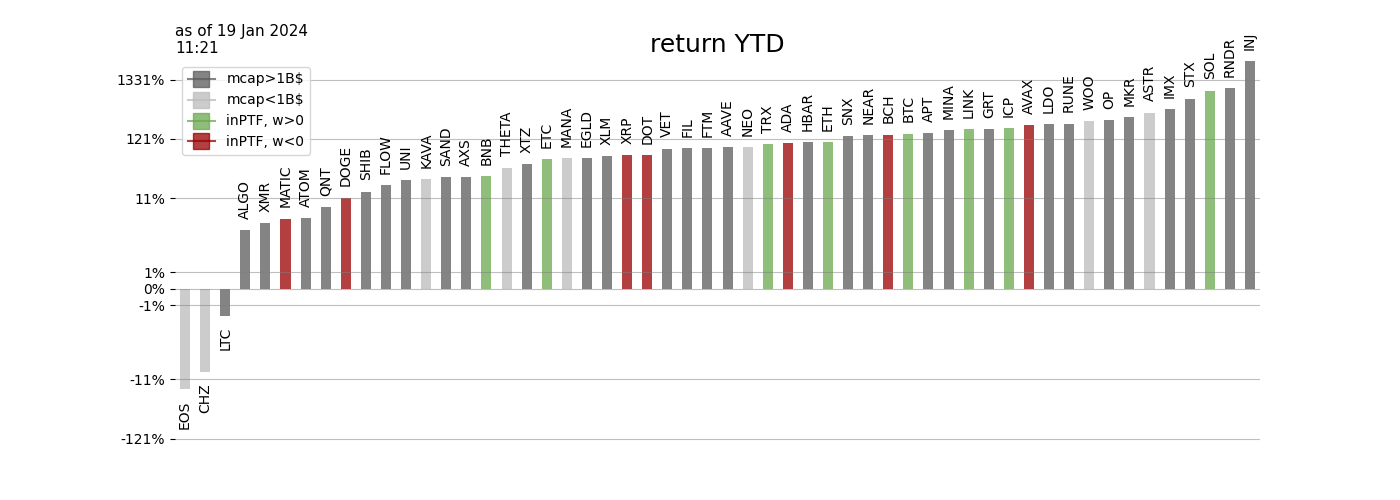 as of 19 Jan 2024
11:21
return YTD
mcap>1B$
mcap<1B$
inPTF, w>0
inPTF, w<0
1331%
121%
11%
1%
0%
-1%
-11%
-121%
EOS
CHZ
LTC
ALGO
XMR
MATIC
ATOM
QNT
DOGE
SHIB
FLOW
UNI
KAVA
SAND
AXS
BNB
THETA
XTZ
ETC
MANA
EGLD
XLM
XRP
DOT
VET
FIL
FTM
AAVE
NEO
TRX
ADA
HBAR
ETH
SNX
NEAR
BCH
BTC
APT
MINA
LINK
GRT
ICP
AVAX
LDO
RUNE
WOO
OP
MKR
ASTR
IMX
STX
SOL
RNDR
INJ